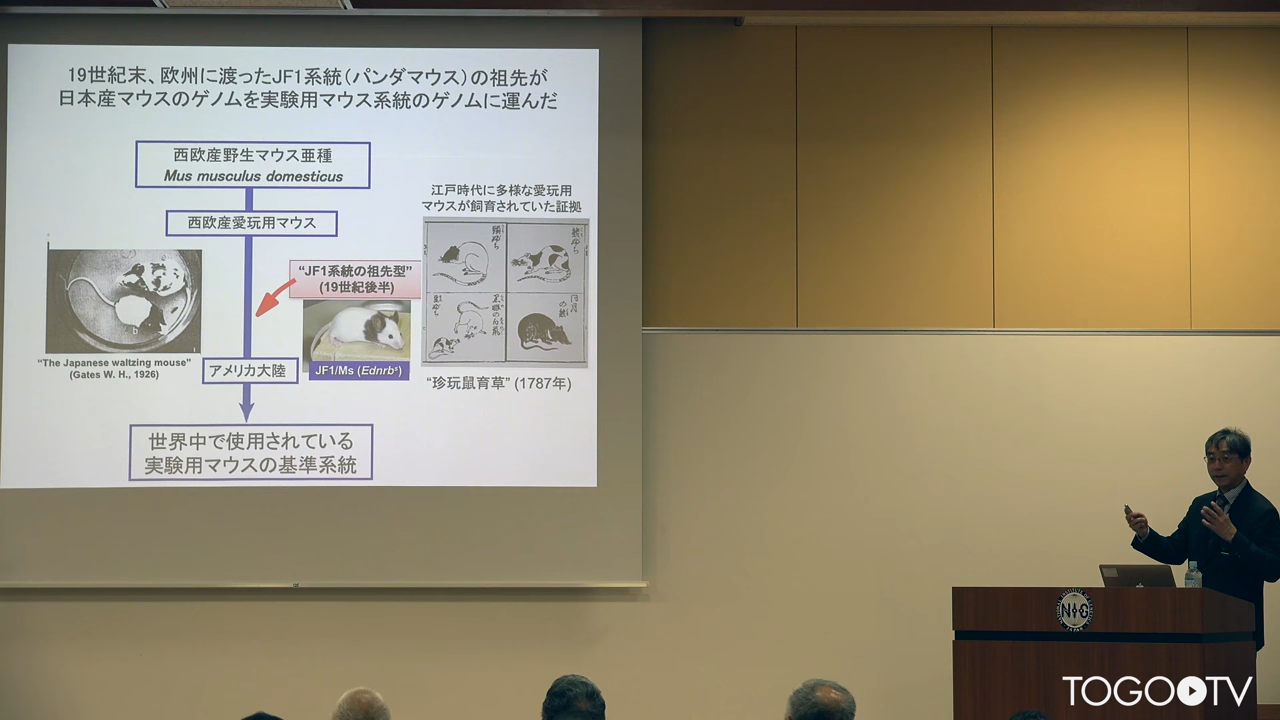 19世紀末、欧州に渡ったJF1系統（パンダマウス）の祖先が
日本産マウスのゲノムを実験用マウス系統のゲノムに運んだ
西欧産野生マウス亜種
Mus musculus domesticus
西欧産愛玩用マウス
江戸時代に多様な愛玩用
マウスが飼育されていた証拠
“JF1系統の祖先型”
(19世紀後半)
“The Japanese waltzing mouse”
(Gates W. H., 1926)
アメリカ大陸
JF1/Ms (Ednrbˢ)
“珍玩鼠育草” (1787年)
世界中で使用されている
実験用マウスの基準系統
NIG
TOGOTV